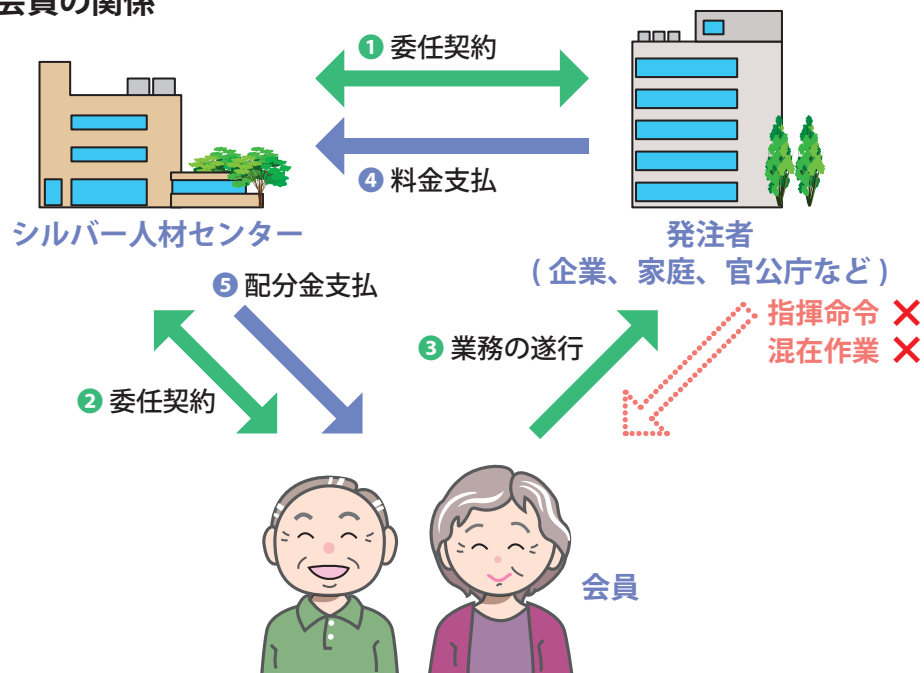 会員の関係
❶ 委任契約
❹ 料金支払
シルバー人材センター
発注者
( 企業、家庭、官公庁など )
❺ 配分金支払
指揮命令 ✕
❸ 業務の遂行
混在作業 ✕
❷ 委任契約
会員